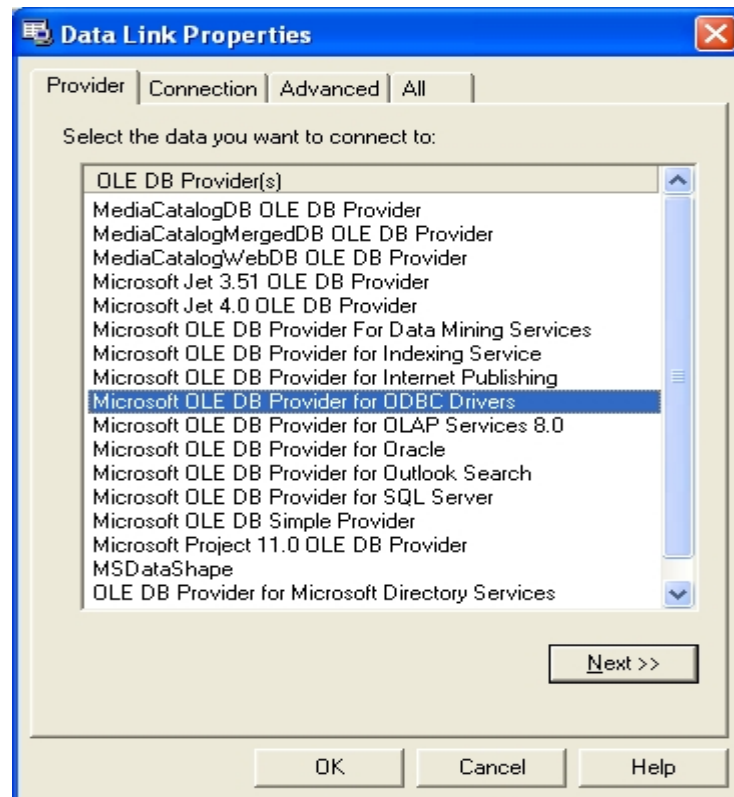 Data Link Properties
Provider Connection Advanced All
Select the data you want to connect to:
OLE DB Provider(s)
MediaCatalogDB OLE DB Provider
MediaCatalogMergedDB OLE DB Provider
MediaCatalogWebDB OLE DB Provider
Microsoft Jet 3.51 OLE DB Provider
Microsoft Jet 4.0 OLE DB Provider
Microsoft OLE DB Provider For Data Mining Services
Microsoft OLE DB Provider for Indexing Service
Microsoft OLE DB Provider for Internet Publishing
Microsoft OLE DB Provider for ODBC Drivers
Microsoft OLE DB Provider for OLAP Services 8.0
Microsoft OLE DB Provider for Oracle
Microsoft OLE DB Provider for Outlook Search
Microsoft OLE DB Provider for SQL Server
Microsoft OLE DB Simple Provider
Microsoft Project 11.0 OLE DB Provider
MSDataShape
OLE DB Provider for Microsoft Directory Services
Next >>
OK Cancel Help